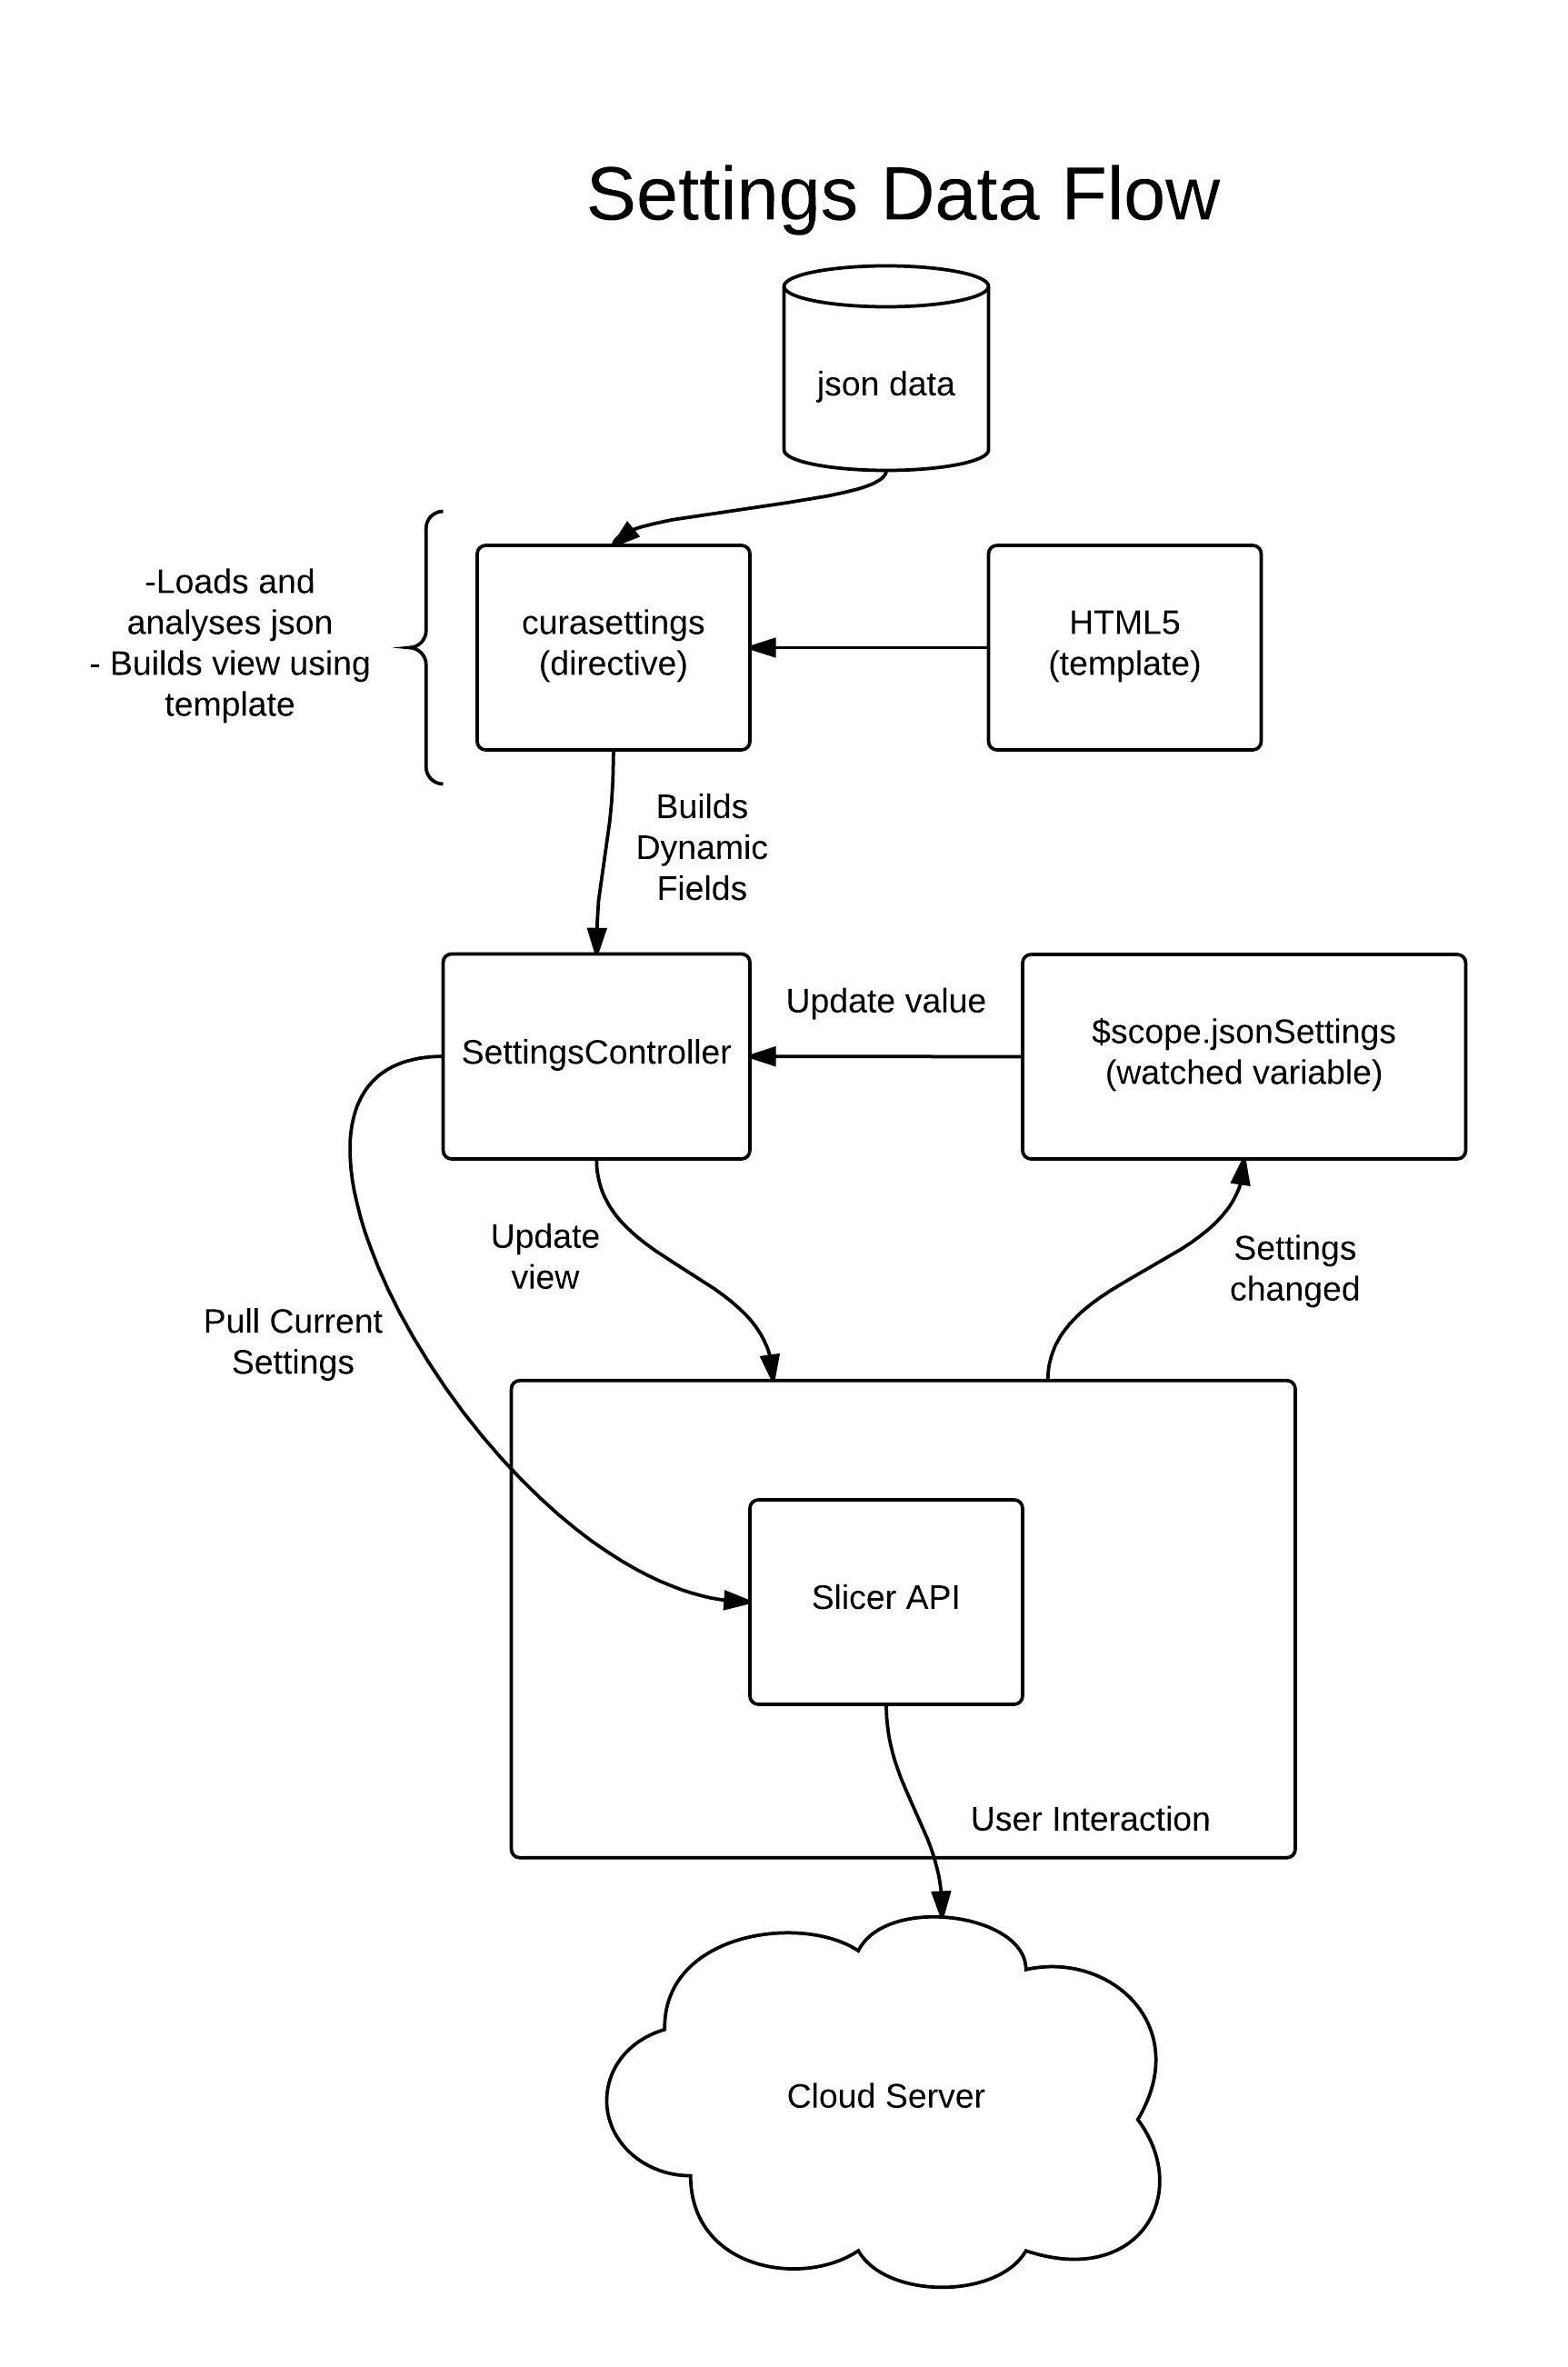 Settings Data Flow
json data
-Loads and
analyses json
- Builds view using
template
curasettings
(directive)
HTML5
(template)
Builds
Dynamic
Fields
SettingsController
Update value
$scope.jsonSettings
(watched variable)
Update
view
Settings
changed
Pull Current
Settings
Slicer API
User Interaction
Cloud Server